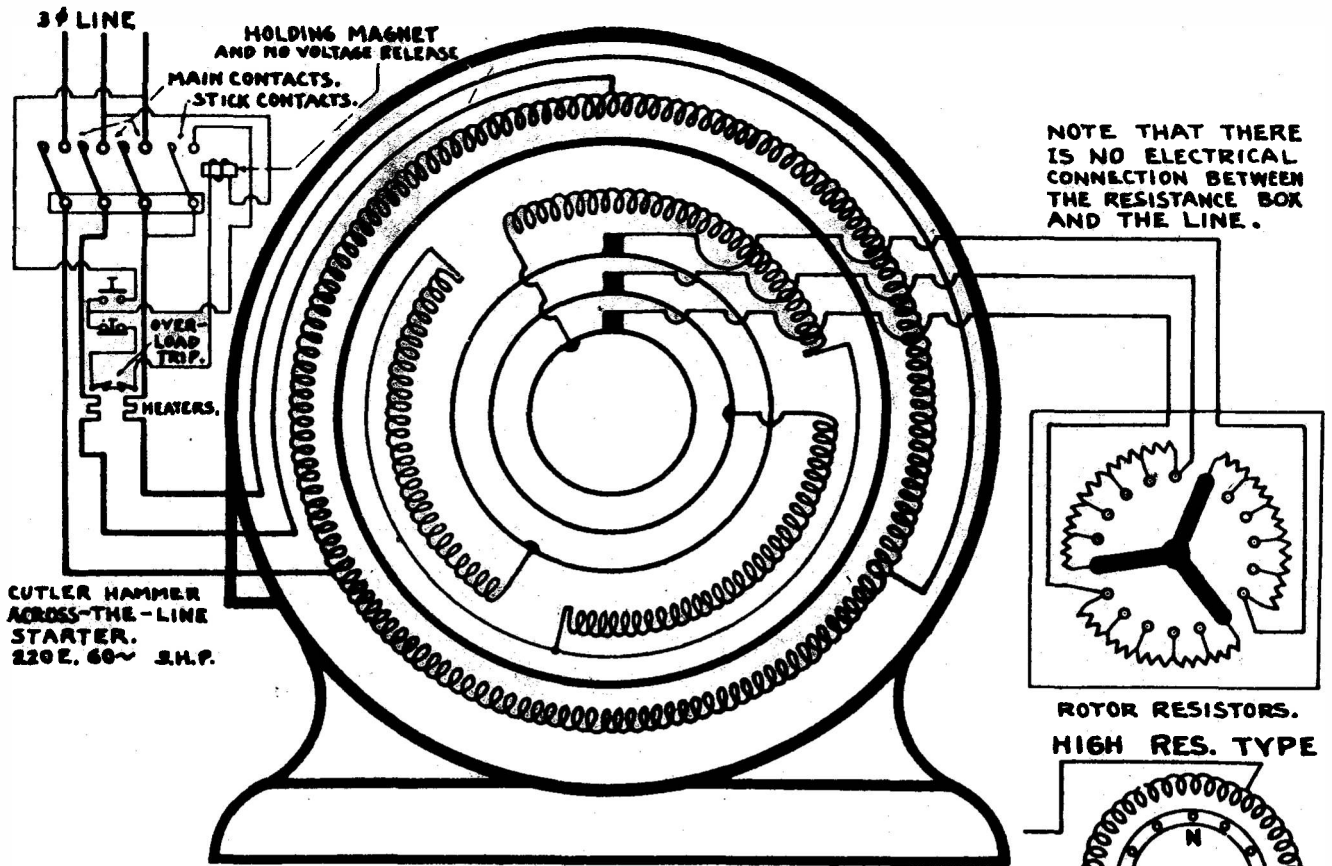 3ϕ LINE
HOLDING MAGNET
AND NO VOLTAGE RELEASE
MAIN CONTACTS.
STICK CONTACTS.
NOTE THAT THERE
IS NO ELECTRICAL
CONNECTION BETWEEN
THE RESISTANCE BOX
AND THE LINE.
OVER-
LOAD
TRIP.
HEATERS.
CUTLER HAMMER
ACROSS-THE-LINE
STARTER.
220 E. 60~ H.P.
ROTOR RESISTORS.
HIGH RES. TYPE
N